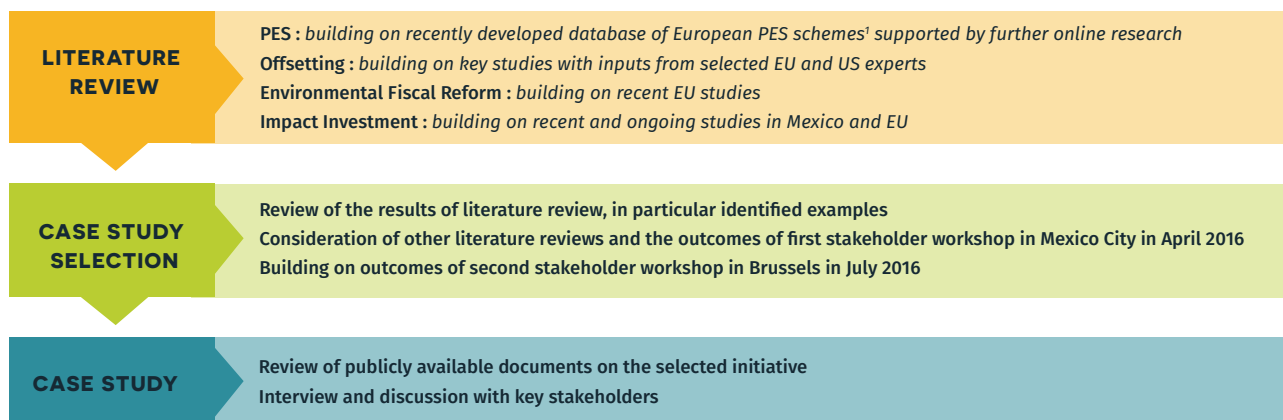 LITERATURE
REVIEW
PES : building on recently developed database of European PES schemes¹ supported by further online research
Offsetting : building on key studies with inputs from selected EU and US experts
Environmental Fiscal Reform : building on recent EU studies
Impact Investment : building on recent and ongoing studies in Mexico and EU
CASE STUDY
SELECTION
Review of the results of literature review, in particular identified examples
Consideration of other literature reviews and the outcomes of first stakeholder workshop in Mexico City in April 2016
Building on outcomes of second stakeholder workshop in Brussels in July 2016
CASE STUDY
Review of publicly available documents on the selected initiative
Interview and discussion with key stakeholders